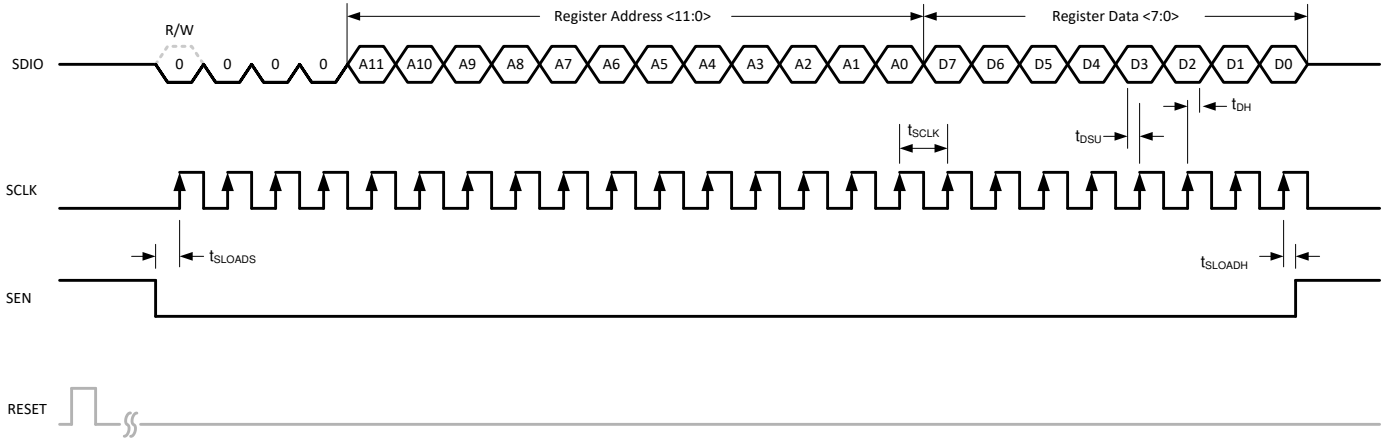 Register Address <11:0>
Register Data <7:0>
R/W
SDIO
0 0 0 0 A11 A10 A9 A8 A7 A6 A5 A4 A3 A2 A1 A0 D7 D6 D5 D4 D3 D2 D1 D0
tDH
tSCLK
tDSU
SCLK
tSLOADS
tSLOADH
SEN
RESET